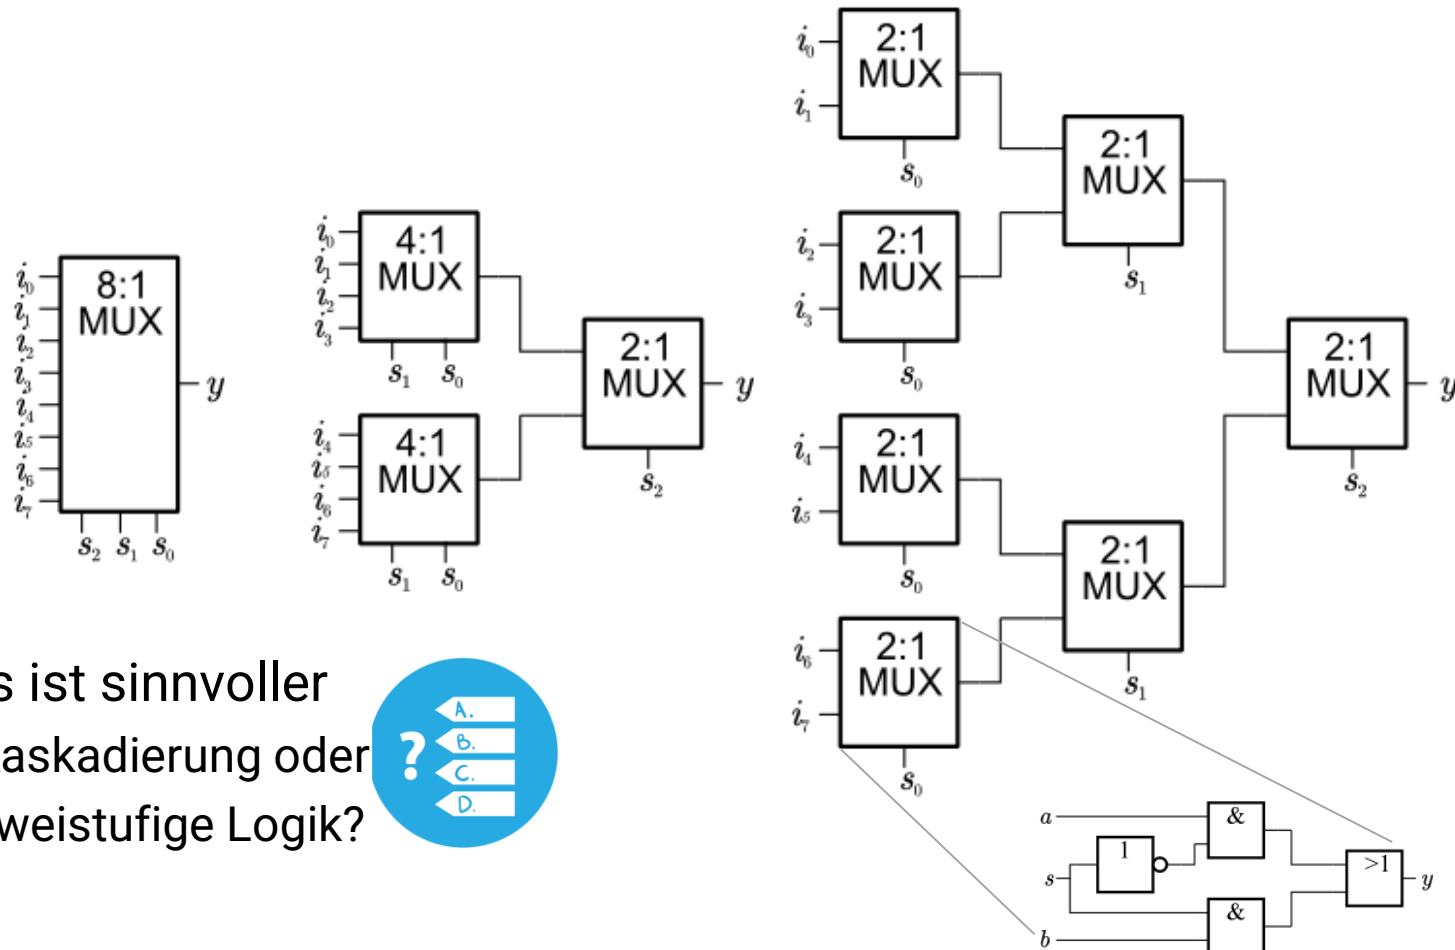 8:1
MUX
i₀
i₁
i₂
i₃
i₄
i₅
i₆
i₇
s₂ s₁ s₀
y
4:1
MUX
i₀
i₁
i₂
i₃
s₁ s₀
4:1
MUX
i₄
i₅
i₆
i₇
s₁ s₀
2:1
MUX
s₂
y
2:1
MUX
i₀
i₁
s₀
2:1
MUX
i₂
i₃
s₀
2:1
MUX
s₁
2:1
MUX
i₄
i₅
s₀
2:1
MUX
i₆
i₇
s₀
2:1
MUX
s₁
2:1
MUX
s₂
y
s ist sinnvoller
askadierung oder
weistufige Logik?
?
A.
B.
C.
D.
a
s
b
1
&
&
>1
y